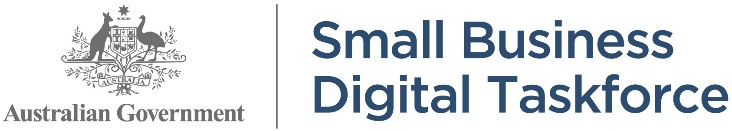 AUSTRALIA
Australian Government
Small Business
Digital Taskforce